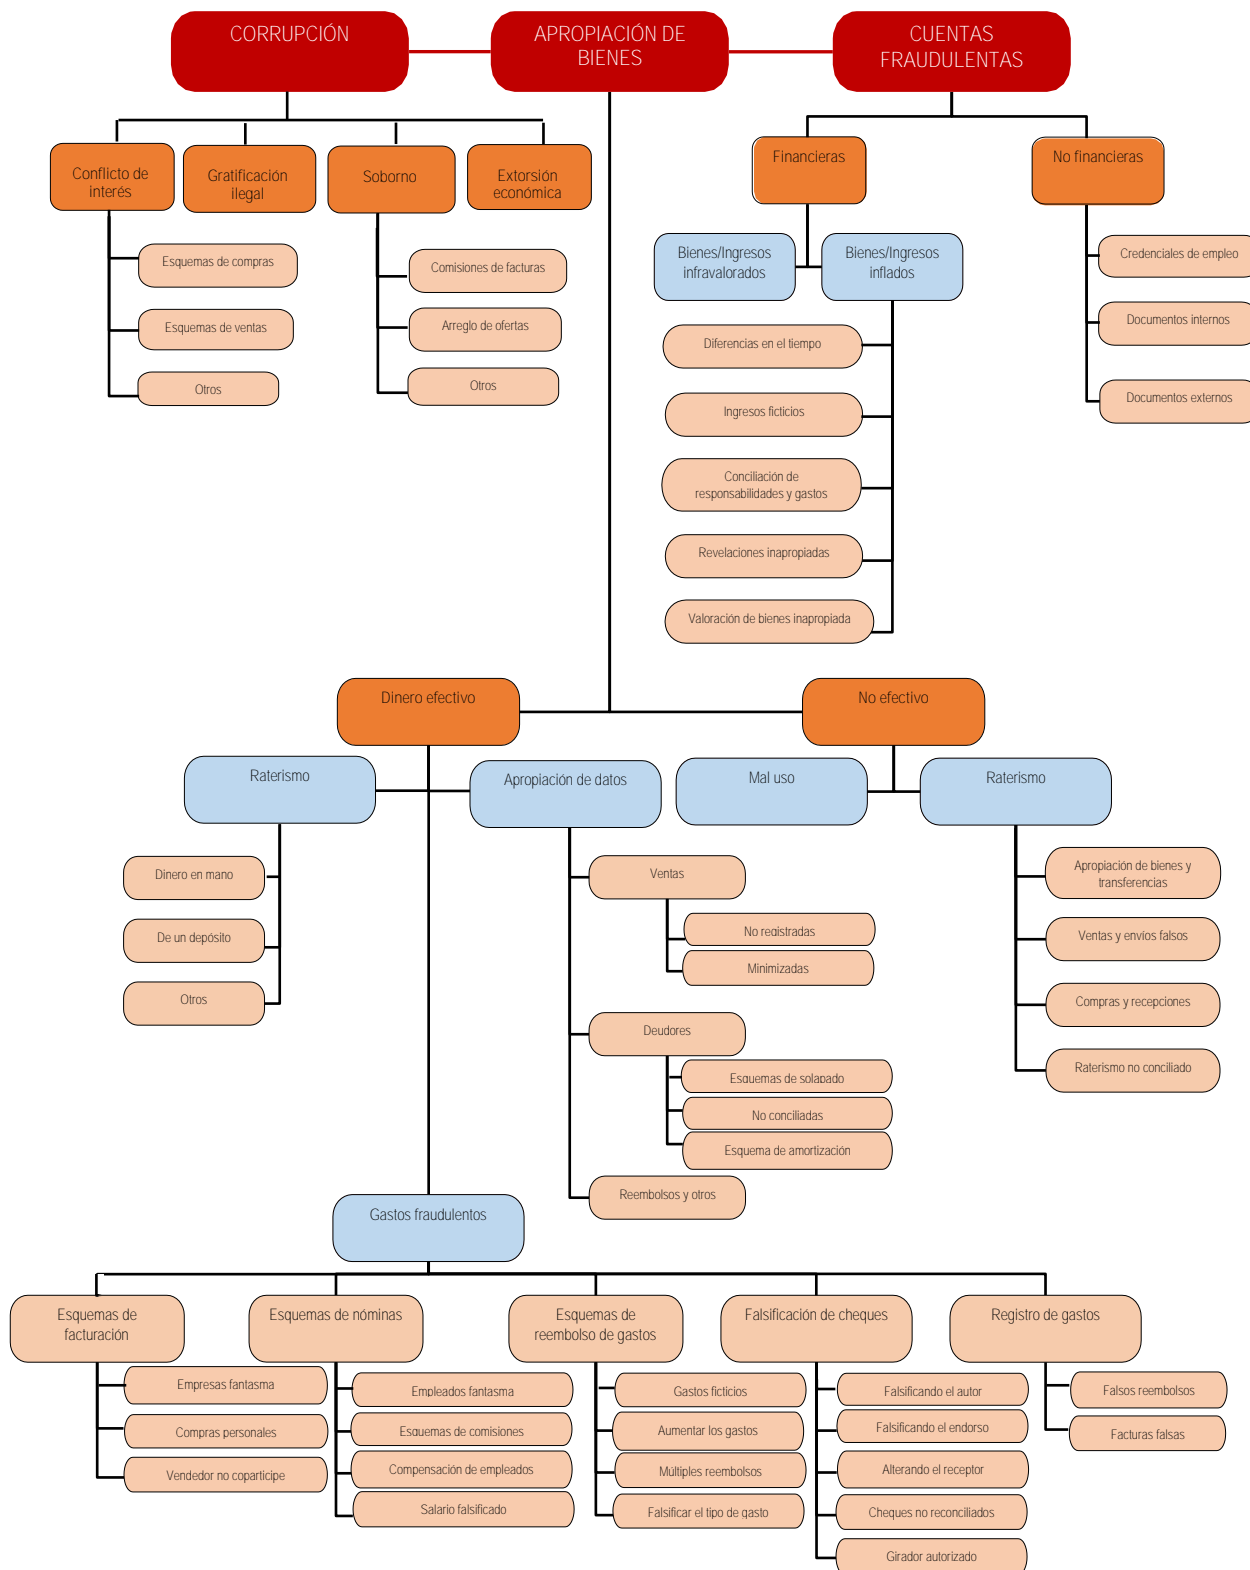 CORRUPCIÓN
APROPIACIÓN DE
BIENES
CUENTAS
FRAUDULENTAS
Conflicto de
interés
Gratificación
ilegal
Soborno
Extorsión
económica
Financieras
No financieras
Esquemas de compras
Esquemas de ventas
Otros
Comisiones de facturas
Arreglo de ofertas
Otros
Bienes/Ingresos
infravalorados
Bienes/Ingresos
inflados
Diferencias en el tiempo
Ingresos ficticios
Conciliación de
responsabilidades y gastos
Revelaciones inapropiadas
Valoración de bienes inapropiada
Credenciales de empleo
Documentos internos
Documentos externos
Dinero efectivo
No efectivo
Raterismo
Apropiación de datos
Mal uso
Raterismo
Dinero en mano
De un depósito
Otros
Ventas
No registradas
Minimizadas
Deudores
Esquemas de solapado
No conciliadas
Esquema de amortización
Reembolsos y otros
Apropiación de bienes y
transferencias
Ventas y envíos falsos
Compras y recepciones
Raterismo no conciliado
Gastos fraudulentos
Esquemas de
facturación
Esquemas de nóminas
Esquemas de
reembolso de gastos
Falsificación de cheques
Registro de gastos
Empresas fantasma
Compras personales
Vendedor no coparticipe
Empleados fantasma
Esquemas de comisiones
Compensación de empleados
Salario falsificado
Gastos ficticios
Aumentar los gastos
Múltiples reembolsos
Falsificar el tipo de gasto
Falsificando el autor
Falsificando el endorso
Alterando el receptor
Cheques no reconciliados
Girador autorizado
Falsos reembolsos
Facturas falsas